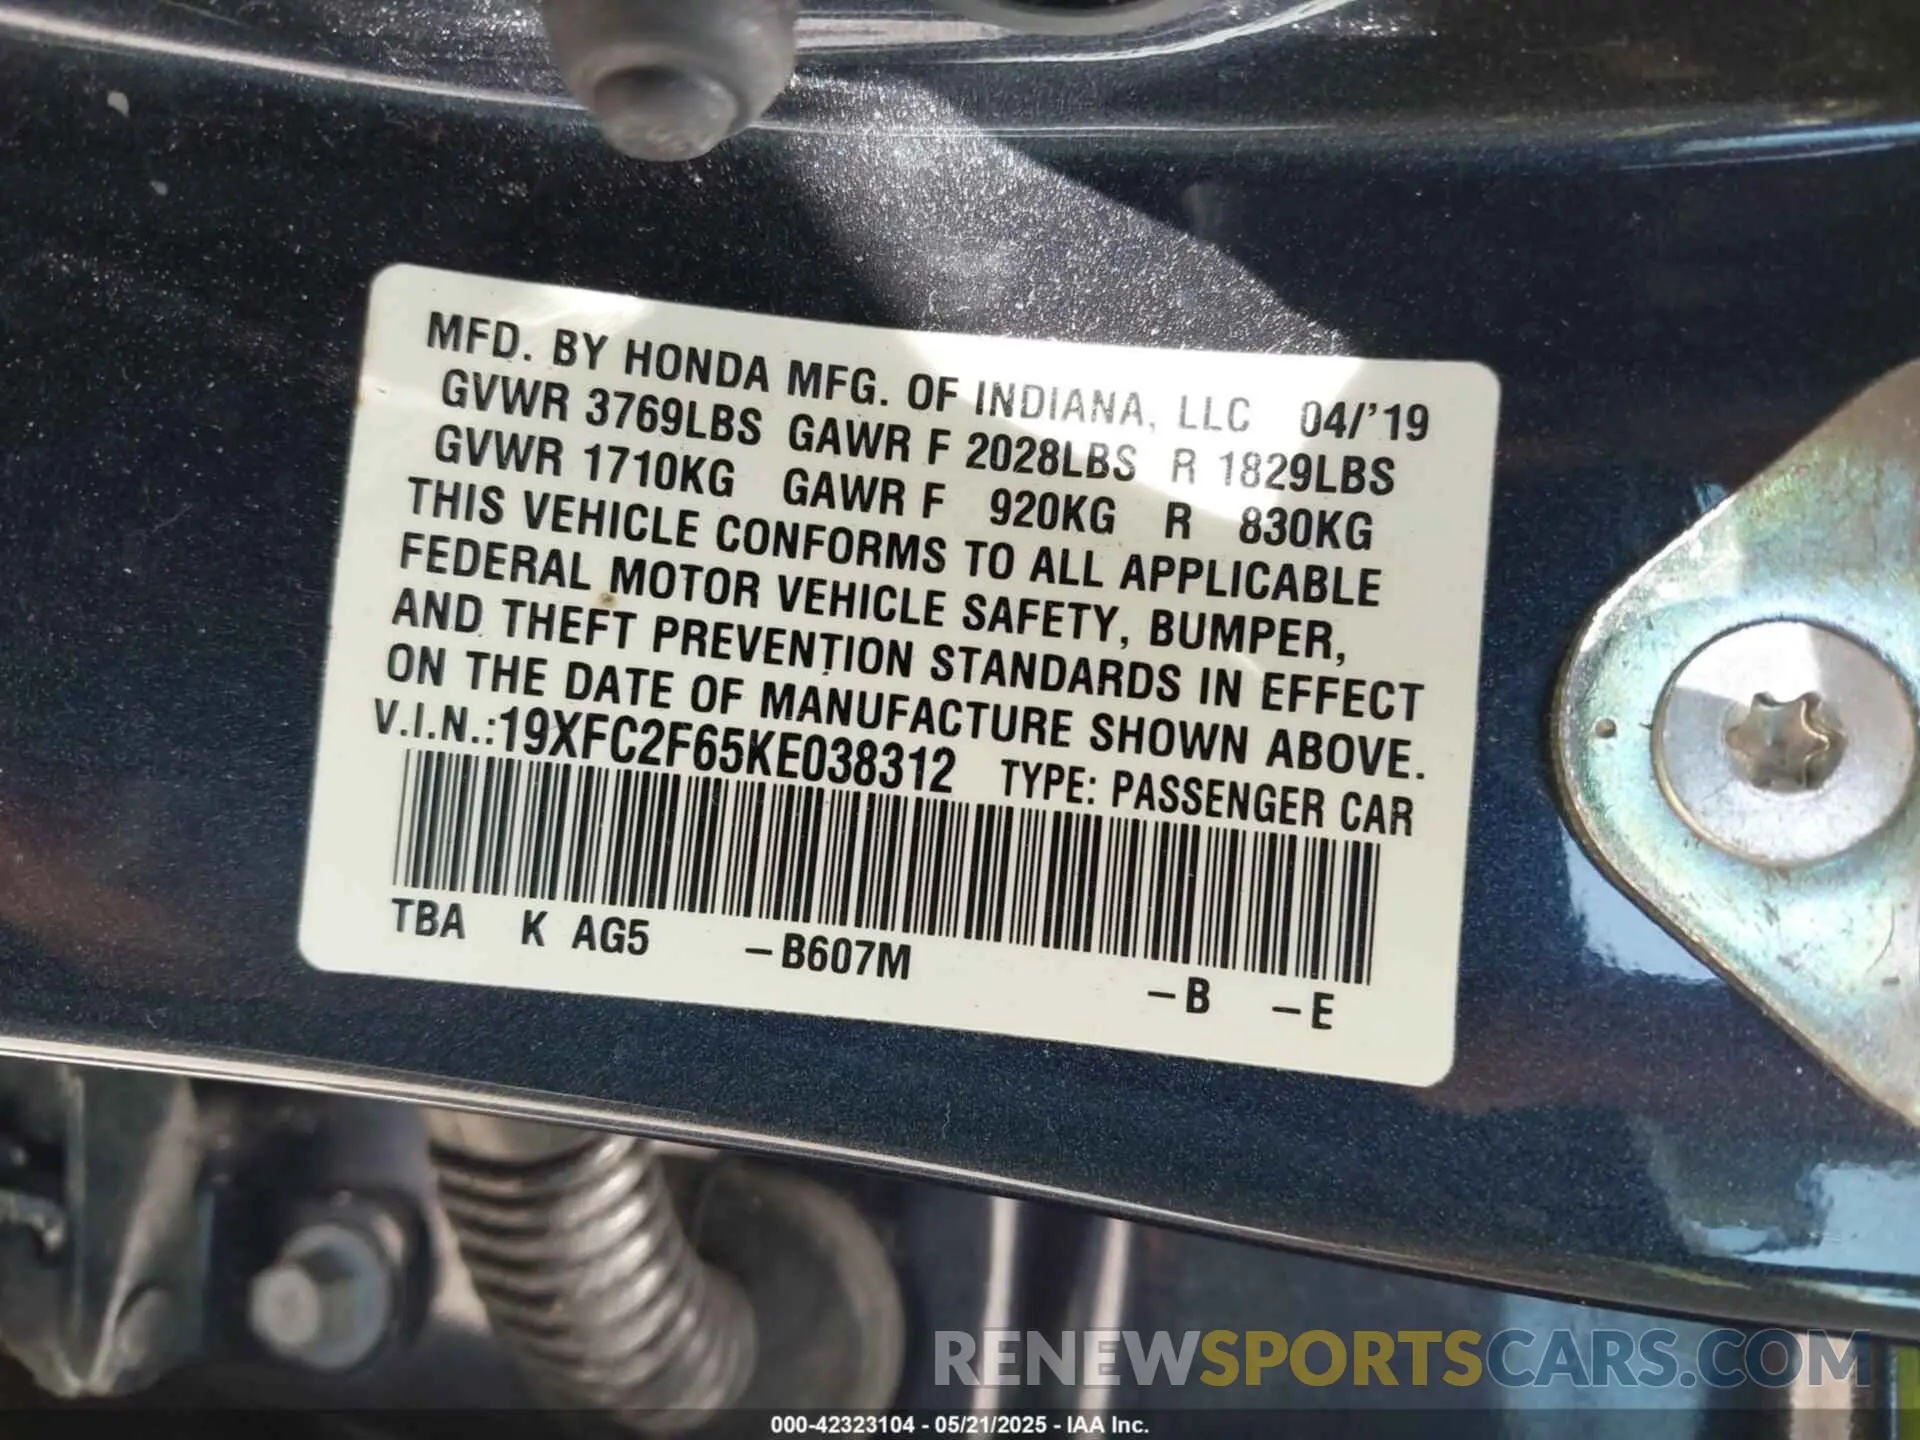 MFD. BY HONDA MFG. OF INDIANA, LLC 04/'19
GVWR 3769LBS GAWR F 2028LBS R 1829LBS
GVWR 1710KG GAWR F 920KG R 830KG
THIS VEHICLE CONFORMS TO ALL APPLICABLE
FEDERAL MOTOR VEHICLE SAFETY, BUMPER,
AND THEFT PREVENTION STANDARDS IN EFFECT
ON THE DATE OF MANUFACTURE SHOWN ABOVE.
V.I.N.:19XFC2F65KE038312 TYPE: PASSENGER CAR
TBA K AG5 -B607M -B -E
RENEWSPORTSCARS.COM
000-42323104 - 05/21/2025 - IAA Inc.